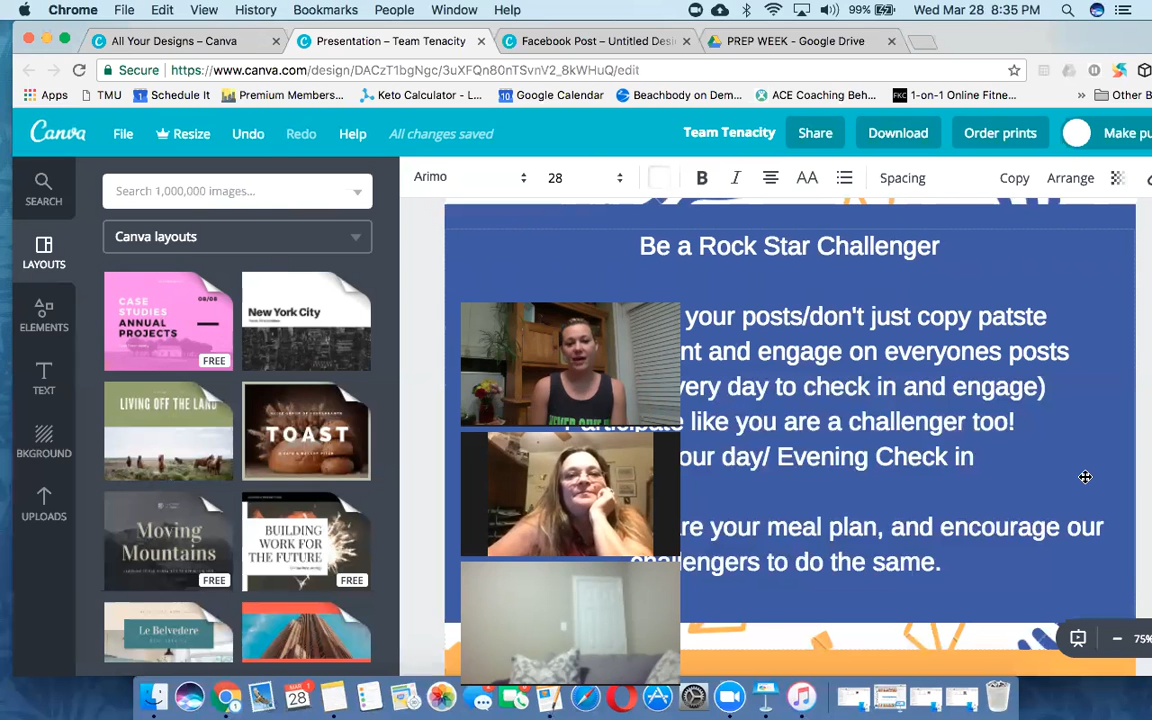 Chrome File Edit View History Bookmarks People Window Help 99% Wed Mar 28 8:35 PM
All Your Designs – Canva Presentation – Team Tenacity Facebook Post – Untitled Desi PREP WEEK - Google Drive
Secure https://www.canva.com/design/DACzT1bgNgc/3uXFQn80nTSvnV2_8kWHuQ/edit
Apps TMU Schedule It Premium Members... Keto Calculator - L... Google Calendar Beachbody on Dem... ACE Coaching Beh... 1-on-1 Online Fitne... » Other B
Canva File Resize Undo Redo Help All changes saved Team Tenacity Share Download Order prints Make pu
Search 1,000,000 images...
Arimo 28 B I AA Spacing Copy Arrange
SEARCH
Canva layouts
LAYOUTS
ELEMENTS
TEXT
BKGROUND
UPLOADS
CASE STUDIES
ANNUAL PROJECTS
08/08
FREE
New York City
LIVING OFF THE LAND
TOAST
Moving Mountains
FREE
BUILDING WORK FOR THE FUTURE
FREE
Le Belvedere
Be a Rock Star Challenger
your posts/don't just copy patste
nt and engage on everyones posts
very day to check in and engage)
Participate like you are a challenger too!
our day/ Evening Check in
re your meal plan, and encourage our
challengers to do the same.
NEVER GIVE
75%